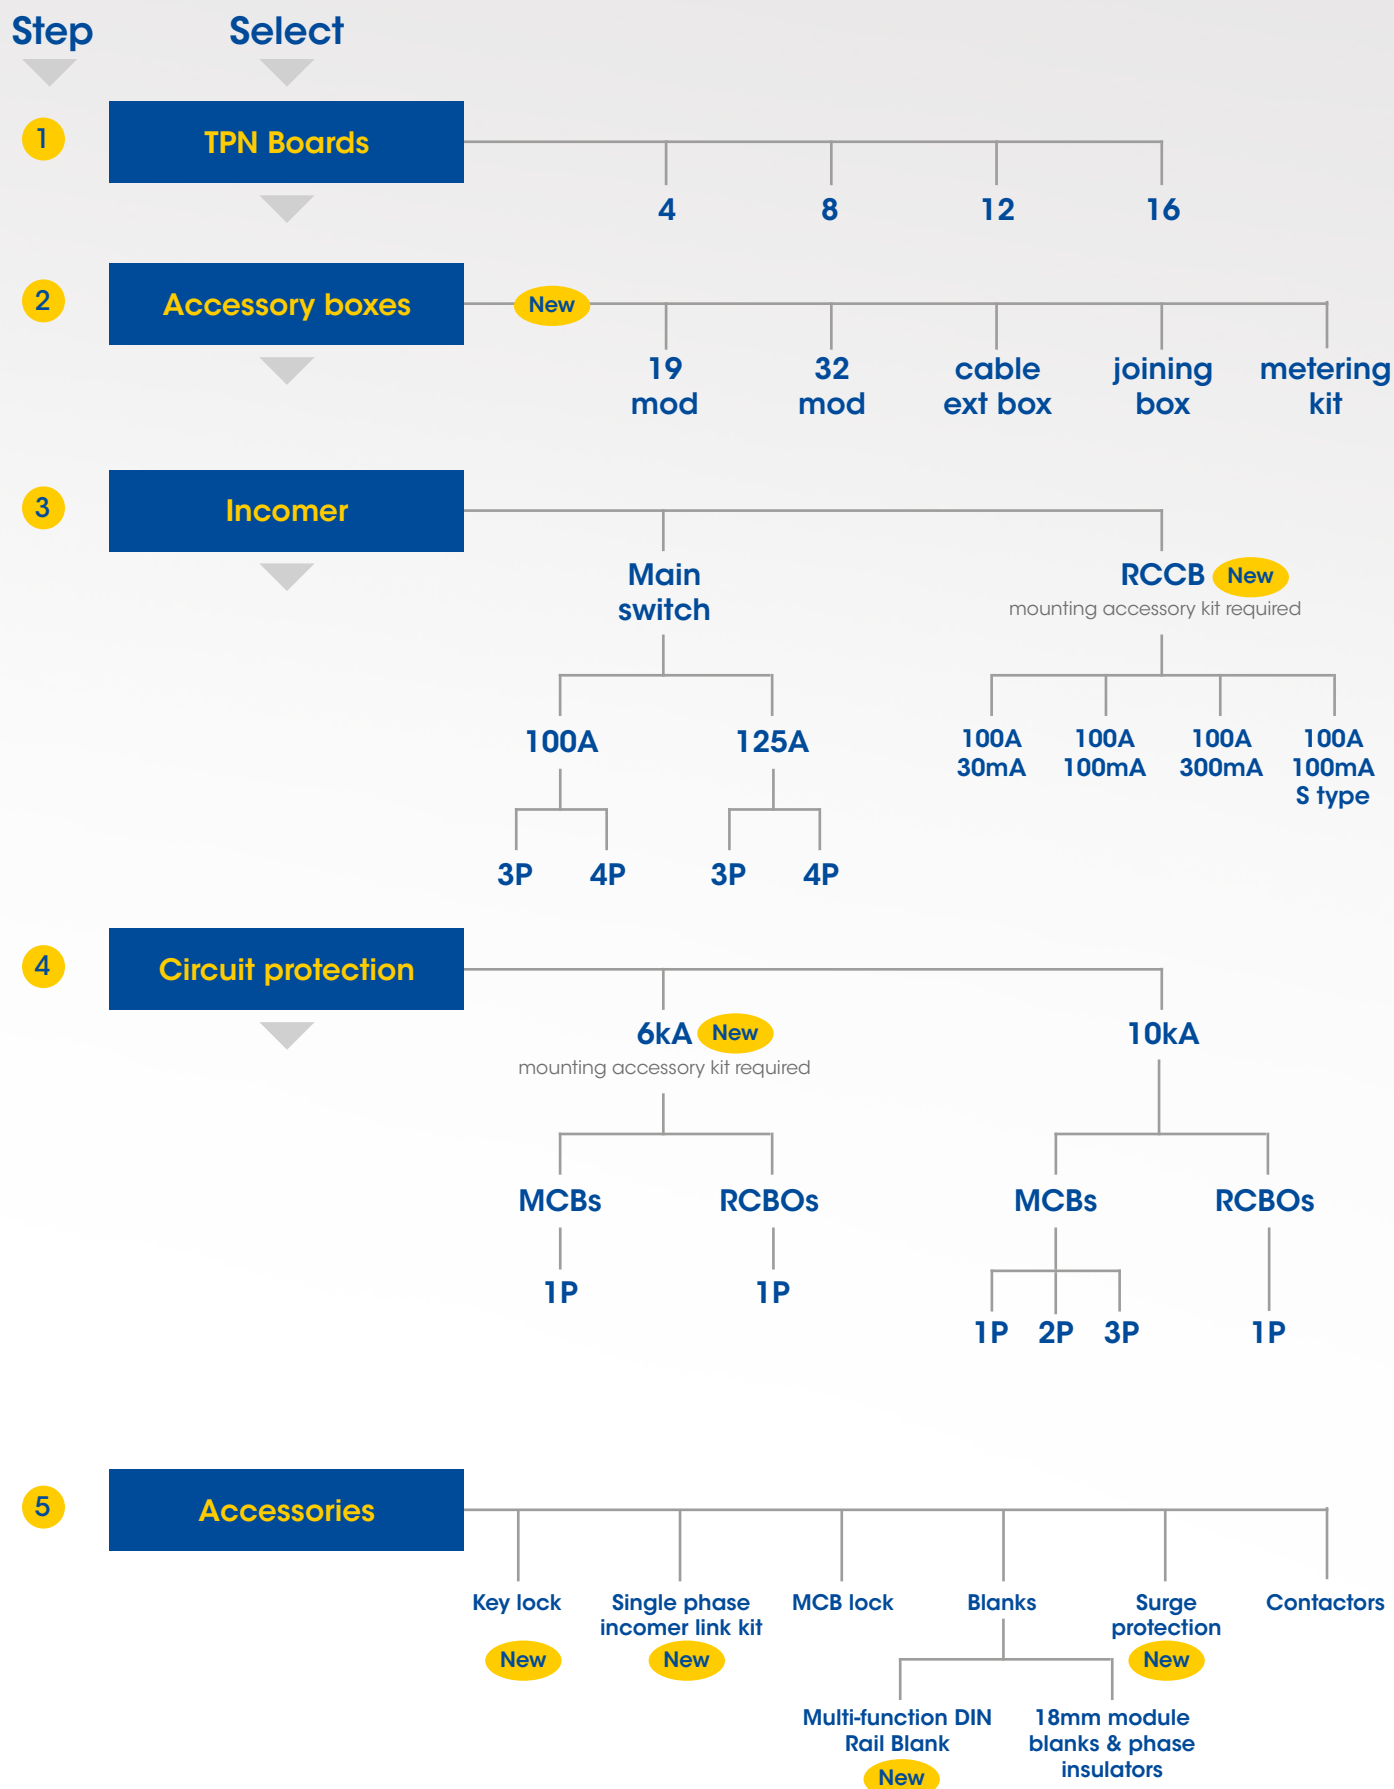 Step Select
1 TPN Boards
4 8 12 16
2 Accessory boxes New
19 32 cable joining metering
mod mod ext box box kit
3 Incomer
Main RCCB New
switch mounting accessory kit required
100A 125A 100A 100A 100A 100A
30mA 100mA 300mA 100mA
S type
3P 4P 3P 4P
4 Circuit protection
6kA New 10kA
mounting accessory kit required
MCBs RCBOs MCBs RCBOs
1P 1P
1P 2P 3P 1P
5 Accessories
Key lock Single phase MCB lock Blanks Surge Contactors
incomer link kit protection
New New New
Multi-function DIN 18mm module
Rail Blank blanks & phase
New insulators